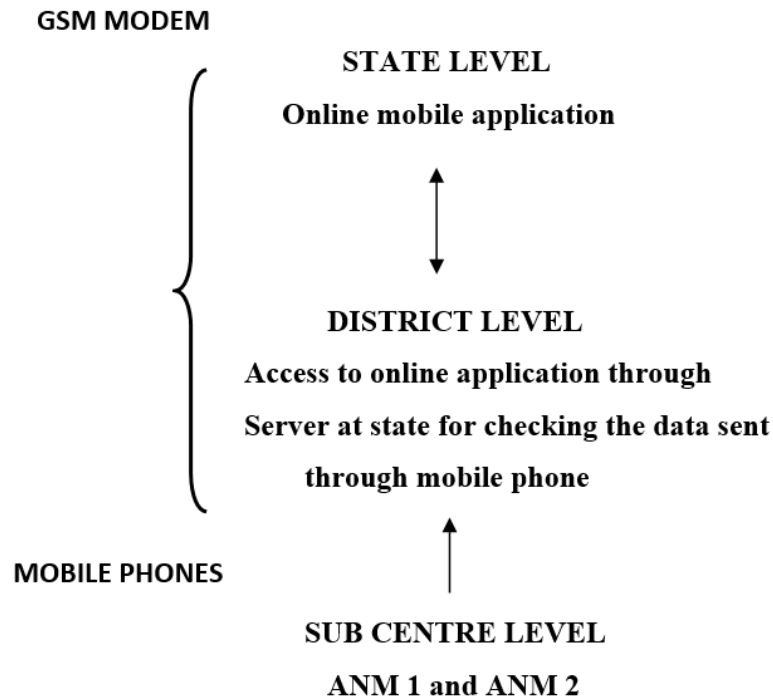 GSM MODEM
STATE LEVEL
Online mobile application
DISTRICT LEVEL
Access to online application through
Server at state for checking the data sent
through mobile phone
MOBILE PHONES
SUB CENTRE LEVEL
ANM 1 and ANM 2